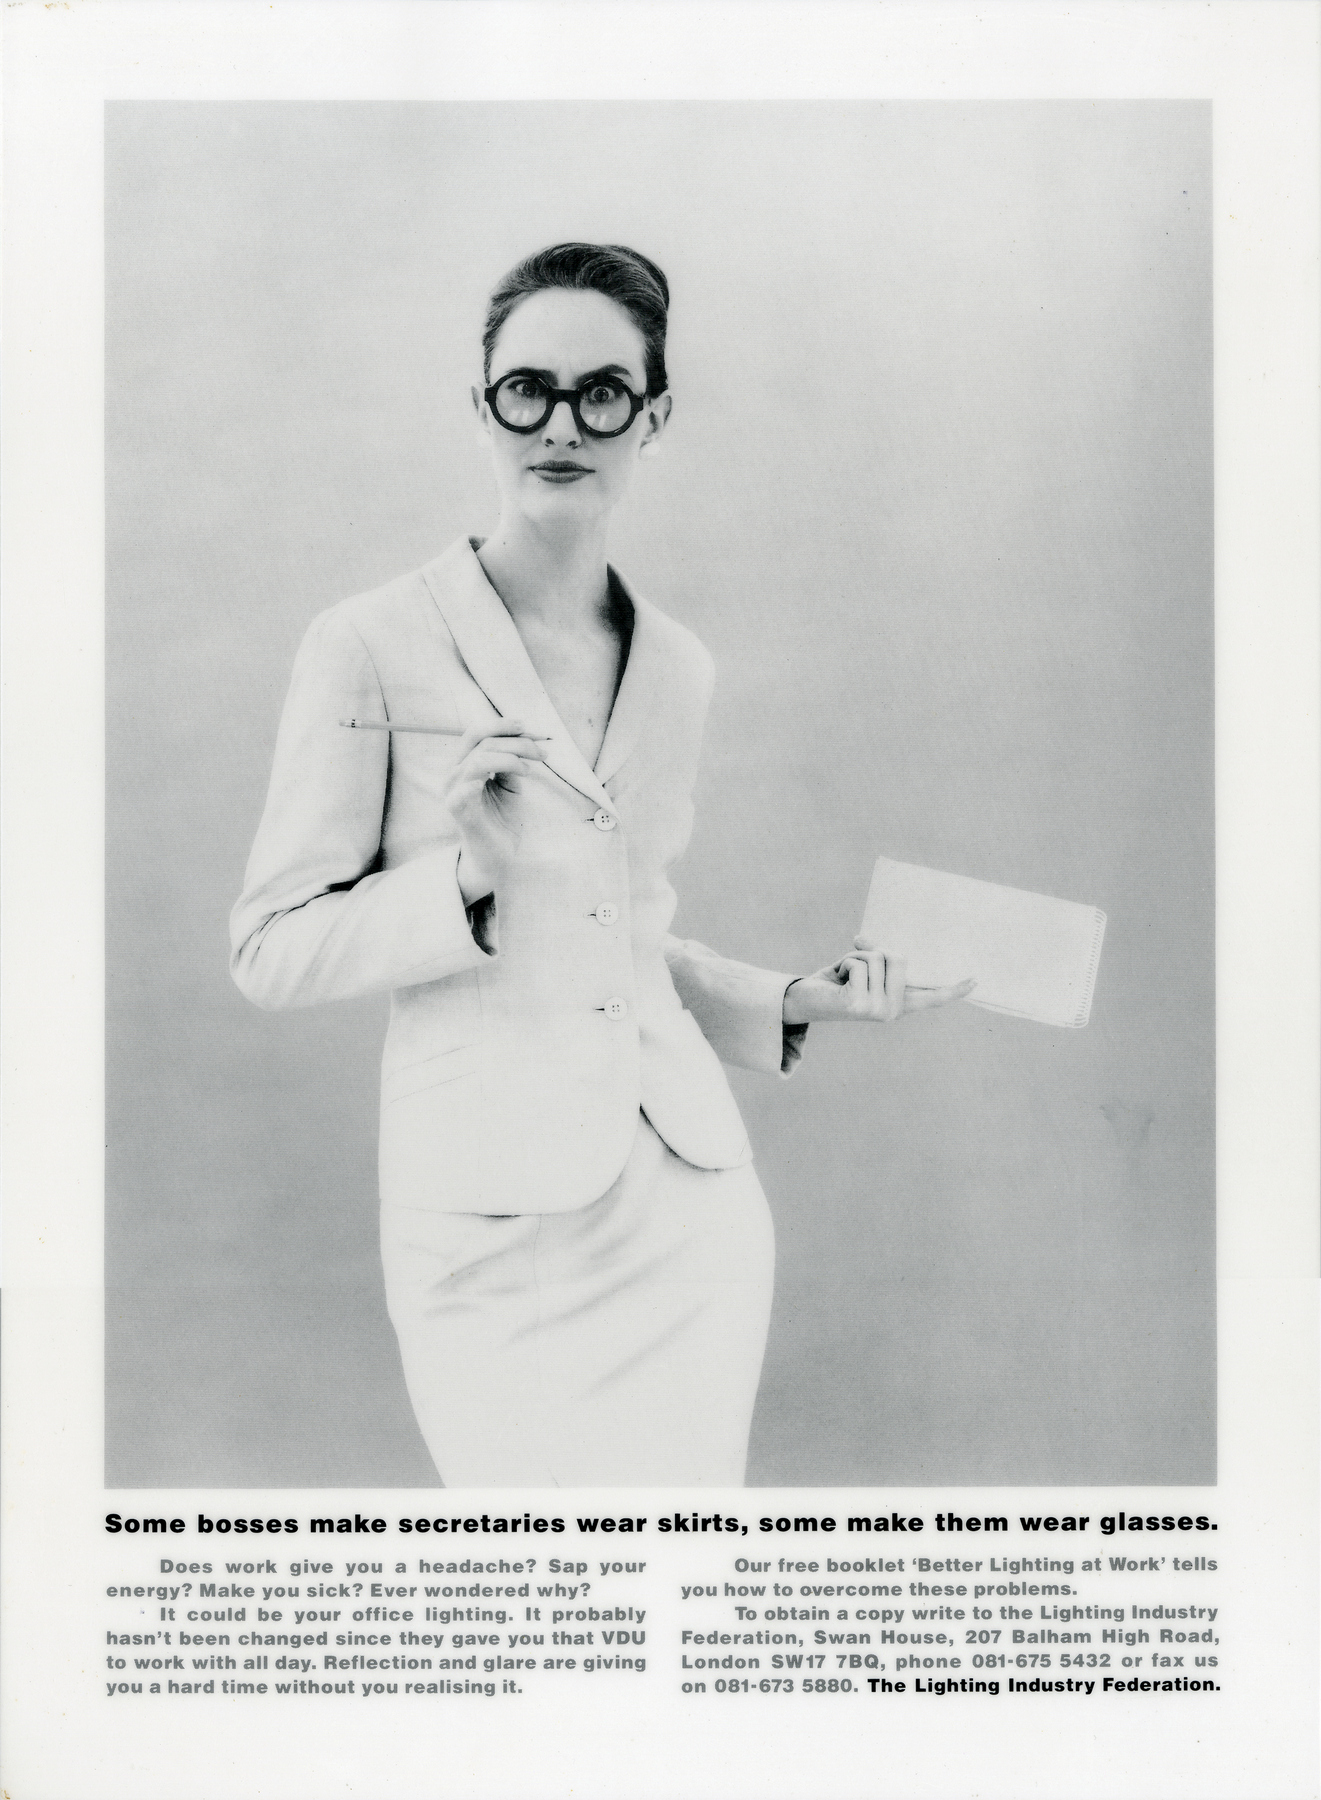 Some bosses make secretaries wear skirts, some make them wear glasses.
Does work give you a headache? Sap your
energy? Make you sick? Ever wondered why?
It could be your office lighting. It probably
hasn't been changed since they gave you that VDU
to work with all day. Reflection and glare are giving
you a hard time without you realising it.
Our free booklet ‘Better Lighting at Work’ tells
you how to overcome these problems.
To obtain a copy write to the Lighting Industry
Federation, Swan House, 207 Balham High Road,
London SW17 7BQ, phone 081-675 5432 or fax us
on 081-673 5880. The Lighting Industry Federation.